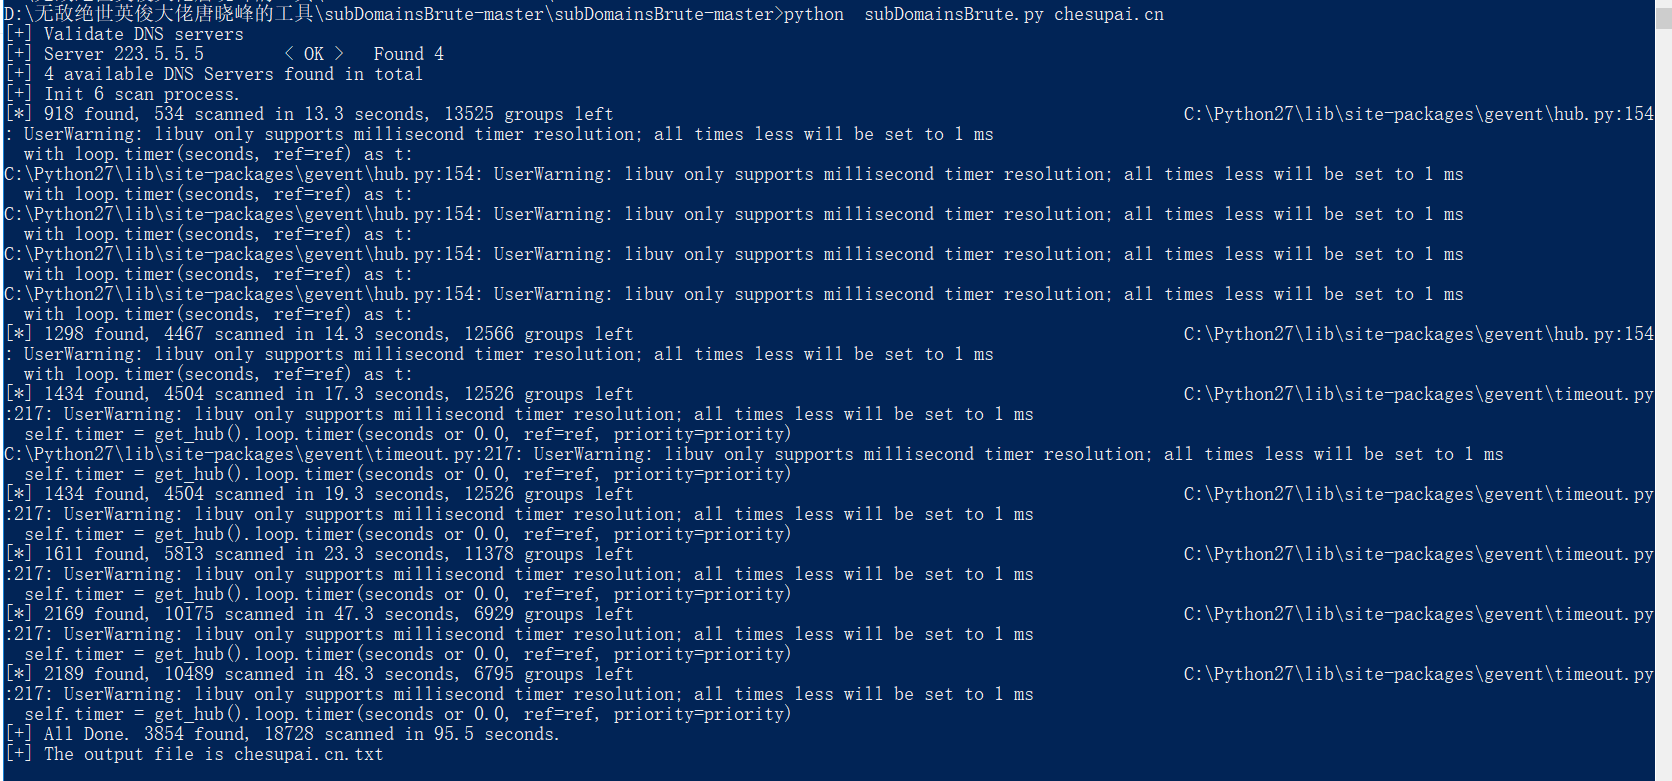 D:\无敌绝世英俊大佬唐晓峰的工具\subDomainsBrute-master\subDomainsBrute-master>python  subDomainsBrute.py chesupai.cn
[+] Validate DNS servers
[+] Server 223.5.5.5        < OK >   Found 4
[+] 4 available DNS Servers found in total
[+] Init 6 scan process.
[*] 918 found, 534 scanned in 13.3 seconds, 13525 groups left C:\Python27\lib\site-packages\gevent\hub.py:154
: UserWarning: libuv only supports millisecond timer resolution; all times less will be set to 1 ms
  with loop.timer(seconds, ref=ref) as t:
C:\Python27\lib\site-packages\gevent\hub.py:154: UserWarning: libuv only supports millisecond timer resolution; all times less will be set to 1 ms
  with loop.timer(seconds, ref=ref) as t:
C:\Python27\lib\site-packages\gevent\hub.py:154: UserWarning: libuv only supports millisecond timer resolution; all times less will be set to 1 ms
  with loop.timer(seconds, ref=ref) as t:
C:\Python27\lib\site-packages\gevent\hub.py:154: UserWarning: libuv only supports millisecond timer resolution; all times less will be set to 1 ms
  with loop.timer(seconds, ref=ref) as t:
C:\Python27\lib\site-packages\gevent\hub.py:154: UserWarning: libuv only supports millisecond timer resolution; all times less will be set to 1 ms
  with loop.timer(seconds, ref=ref) as t:
[*] 1298 found, 4467 scanned in 14.3 seconds, 12566 groups left C:\Python27\lib\site-packages\gevent\hub.py:154
: UserWarning: libuv only supports millisecond timer resolution; all times less will be set to 1 ms
  with loop.timer(seconds, ref=ref) as t:
[*] 1434 found, 4504 scanned in 17.3 seconds, 12526 groups left C:\Python27\lib\site-packages\gevent\timeout.py
:217: UserWarning: libuv only supports millisecond timer resolution; all times less will be set to 1 ms
  self.timer = get_hub().loop.timer(seconds or 0.0, ref=ref, priority=priority)
C:\Python27\lib\site-packages\gevent\timeout.py:217: UserWarning: libuv only supports millisecond timer resolution; all times less will be set to 1 ms
  self.timer = get_hub().loop.timer(seconds or 0.0, ref=ref, priority=priority)
[*] 1434 found, 4504 scanned in 19.3 seconds, 12526 groups left C:\Python27\lib\site-packages\gevent\timeout.py
:217: UserWarning: libuv only supports millisecond timer resolution; all times less will be set to 1 ms
  self.timer = get_hub().loop.timer(seconds or 0.0, ref=ref, priority=priority)
[*] 1611 found, 5813 scanned in 23.3 seconds, 11378 groups left C:\Python27\lib\site-packages\gevent\timeout.py
:217: UserWarning: libuv only supports millisecond timer resolution; all times less will be set to 1 ms
  self.timer = get_hub().loop.timer(seconds or 0.0, ref=ref, priority=priority)
[*] 2169 found, 10175 scanned in 47.3 seconds, 6929 groups left C:\Python27\lib\site-packages\gevent\timeout.py
:217: UserWarning: libuv only supports millisecond timer resolution; all times less will be set to 1 ms
  self.timer = get_hub().loop.timer(seconds or 0.0, ref=ref, priority=priority)
[*] 2189 found, 10489 scanned in 48.3 seconds, 6795 groups left C:\Python27\lib\site-packages\gevent\timeout.py
:217: UserWarning: libuv only supports millisecond timer resolution; all times less will be set to 1 ms
  self.timer = get_hub().loop.timer(seconds or 0.0, ref=ref, priority=priority)
[+] All Done. 3854 found, 18728 scanned in 95.5 seconds.
[+] The output file is chesupai.cn.txt